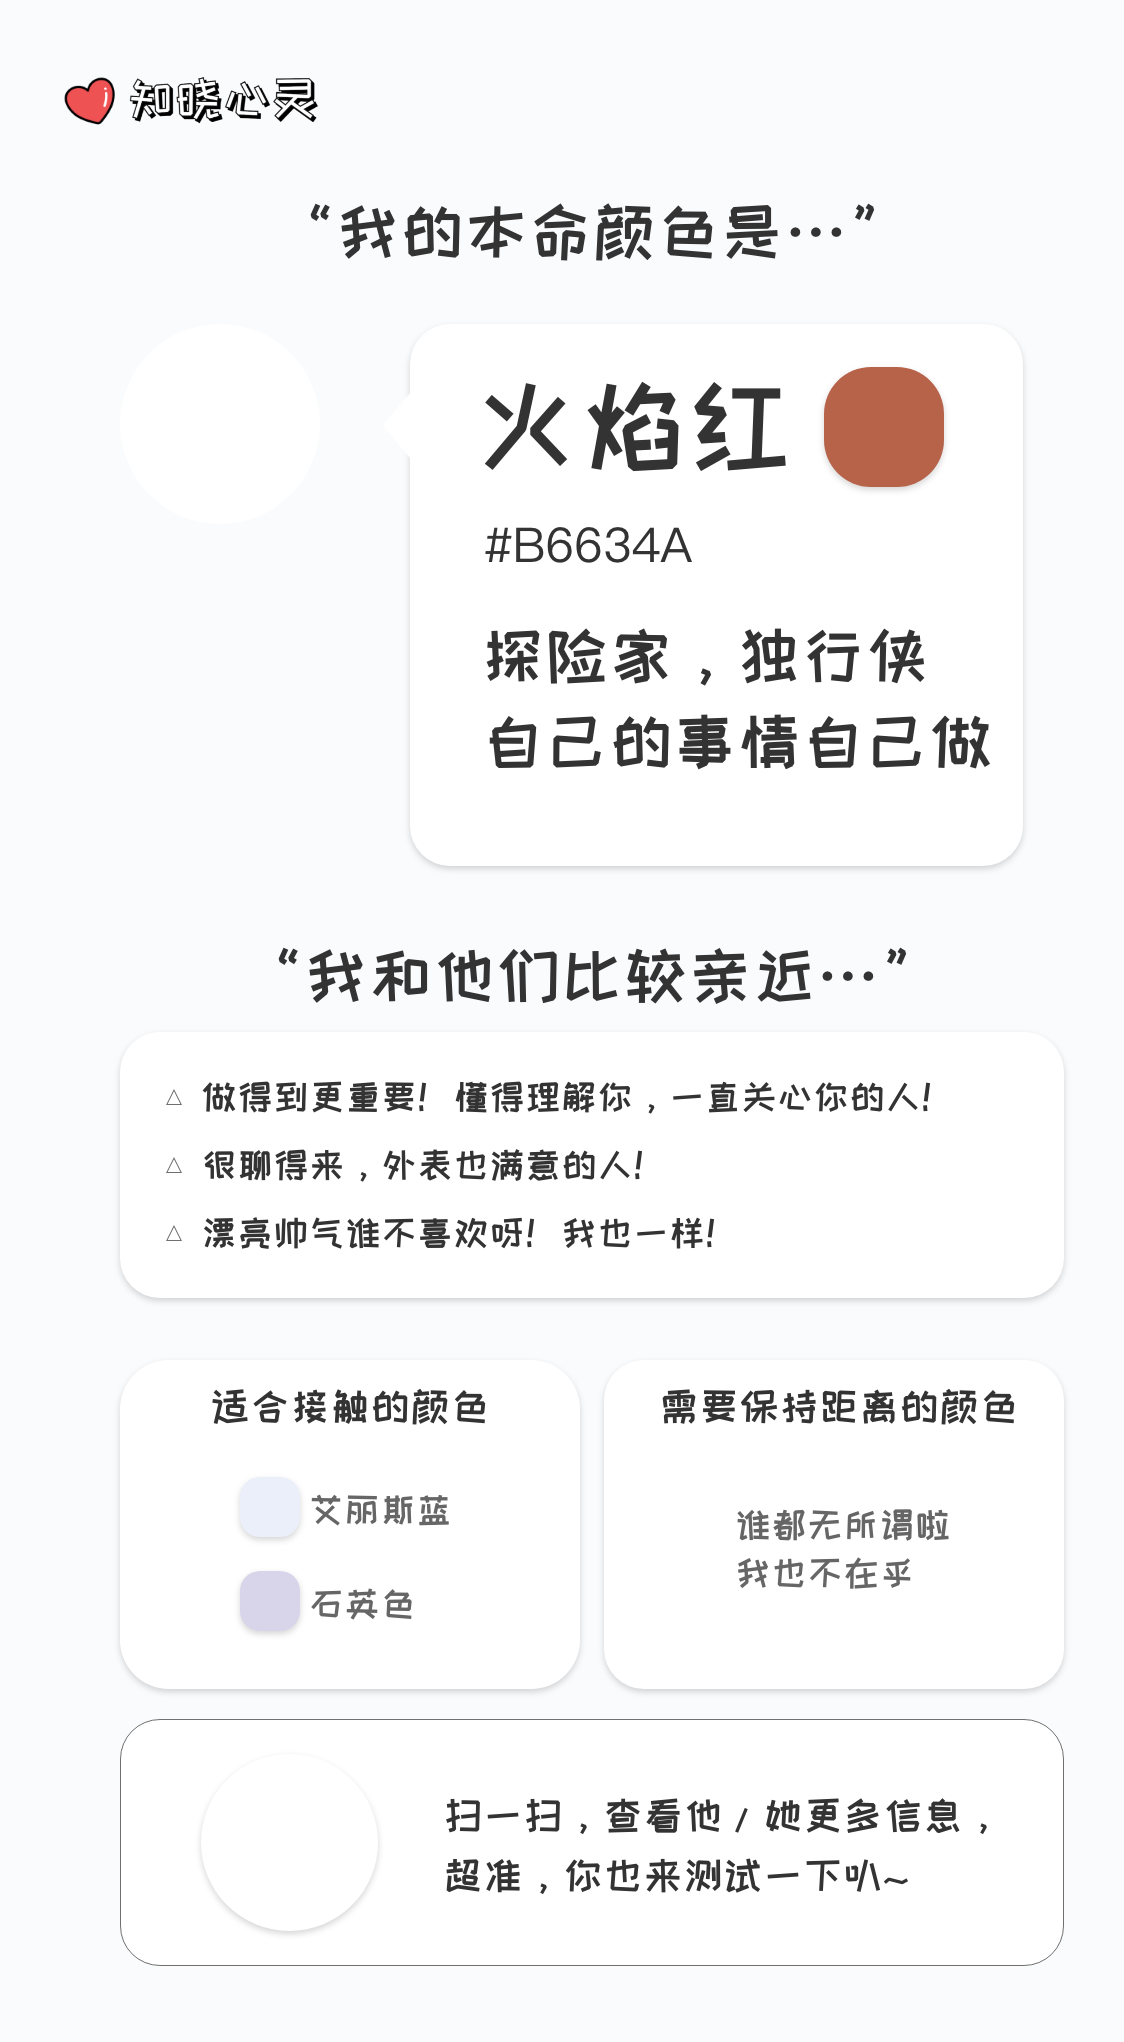 知晓心灵
“我的本命颜色是…”
火焰红
#B6634A
探险家，独行侠
自己的事情自己做
“我和他们比较亲近…”
△ 做得到更重要！懂得理解你，一直关心你的人！
△ 很聊得来，外表也满意的人！
△ 漂亮帅气谁不喜欢呀！我也一样！
适合接触的颜色
艾丽斯蓝
石英色
需要保持距离的颜色
谁都无所谓啦
我也不在乎
扫一扫，查看他/她更多信息，
超准，你也来测试一下叭~